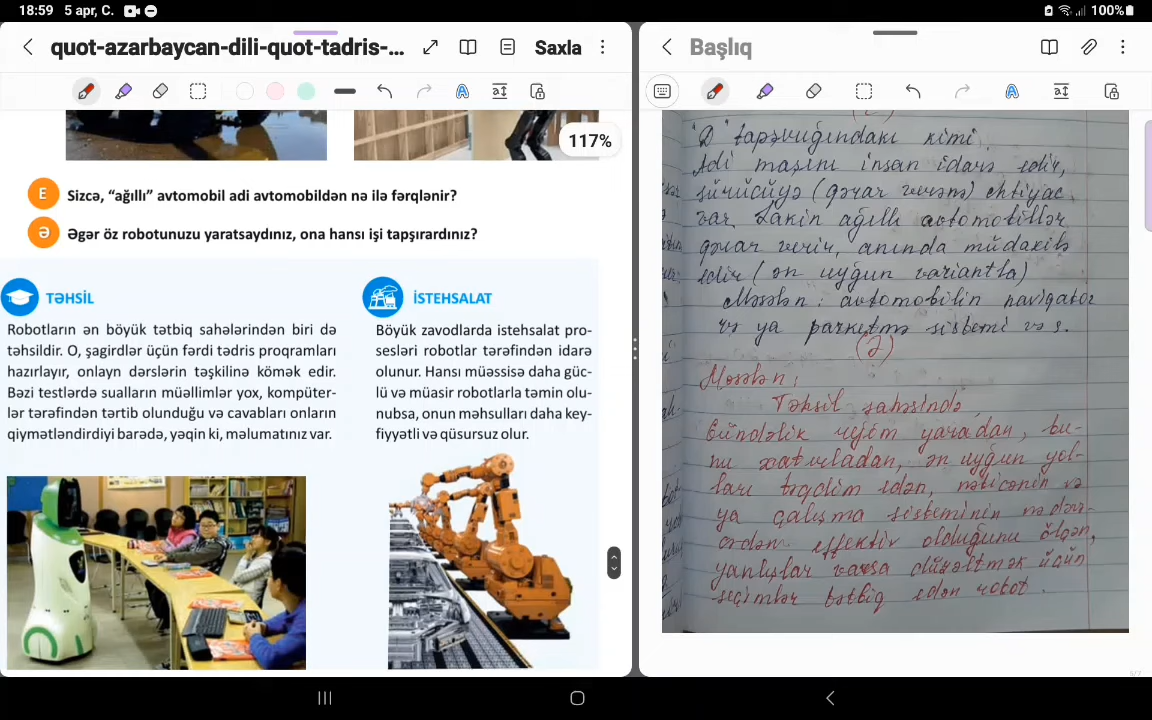 18:59 5 apr, C. 100%
quot-azarbaycan-dili-quot-tadris-... Saxla
117%
E Sizcə, “ağıllı” avtomobil adi avtomobildən nə ilə fərqlənir?
Ə Əgər öz robotunuzu yaratsaydınız, ona hansı işi tapşırardınız?
TƏHSİL
Robotların ən böyük tətbiq sahələrindən biri də
təhsildir. O, şagirdlər üçün fərdi tədris proqramları
hazırlayır, onlayn dərslərin təşkilinə kömək edir.
Bəzi testlərdə sualların müəllimlər yox, kompüter-
lər tərəfindən tərtib olunduğu və cavabları onların
qiymətləndirdiyi barədə, yəqin ki, məlumatınız var.
İSTEHSALAT
Böyük zavodlarda istehsalat pro-
sesləri robotlar tərəfindən idarə
olunur. Hansı müəssisə daha güc-
lü və müasir robotlarla təmin olu-
nubsa, onun məhsulları daha key-
fiyyətli və qüsursuz olur.
Başlıq
"D" tapşırığındakı kimi.
Adi maşını insan idarə edir,
sürücüyə (qərar verənə) ehtiyac
var. Lakin ağıllı avtomobillər
qərar verir, anında müdaxilə
edir (ən uyğun variantla)
Məsələn: avtomobilin navigator
və ya parketmə sistemi və s.
(Ə)
Məsələn:
Təhsil sahəsində
gündəlik rejim yaradan, bu-
nu xatırladan, ən uyğun yol-
ları təqdim edən, nəticənin və
ya çalışma sisteminin nə dərə-
cədən effektiv olduğunu ölçən,
yanlışlar varsa düzəltmək üçün
seçimlər tətbiq edən robot.